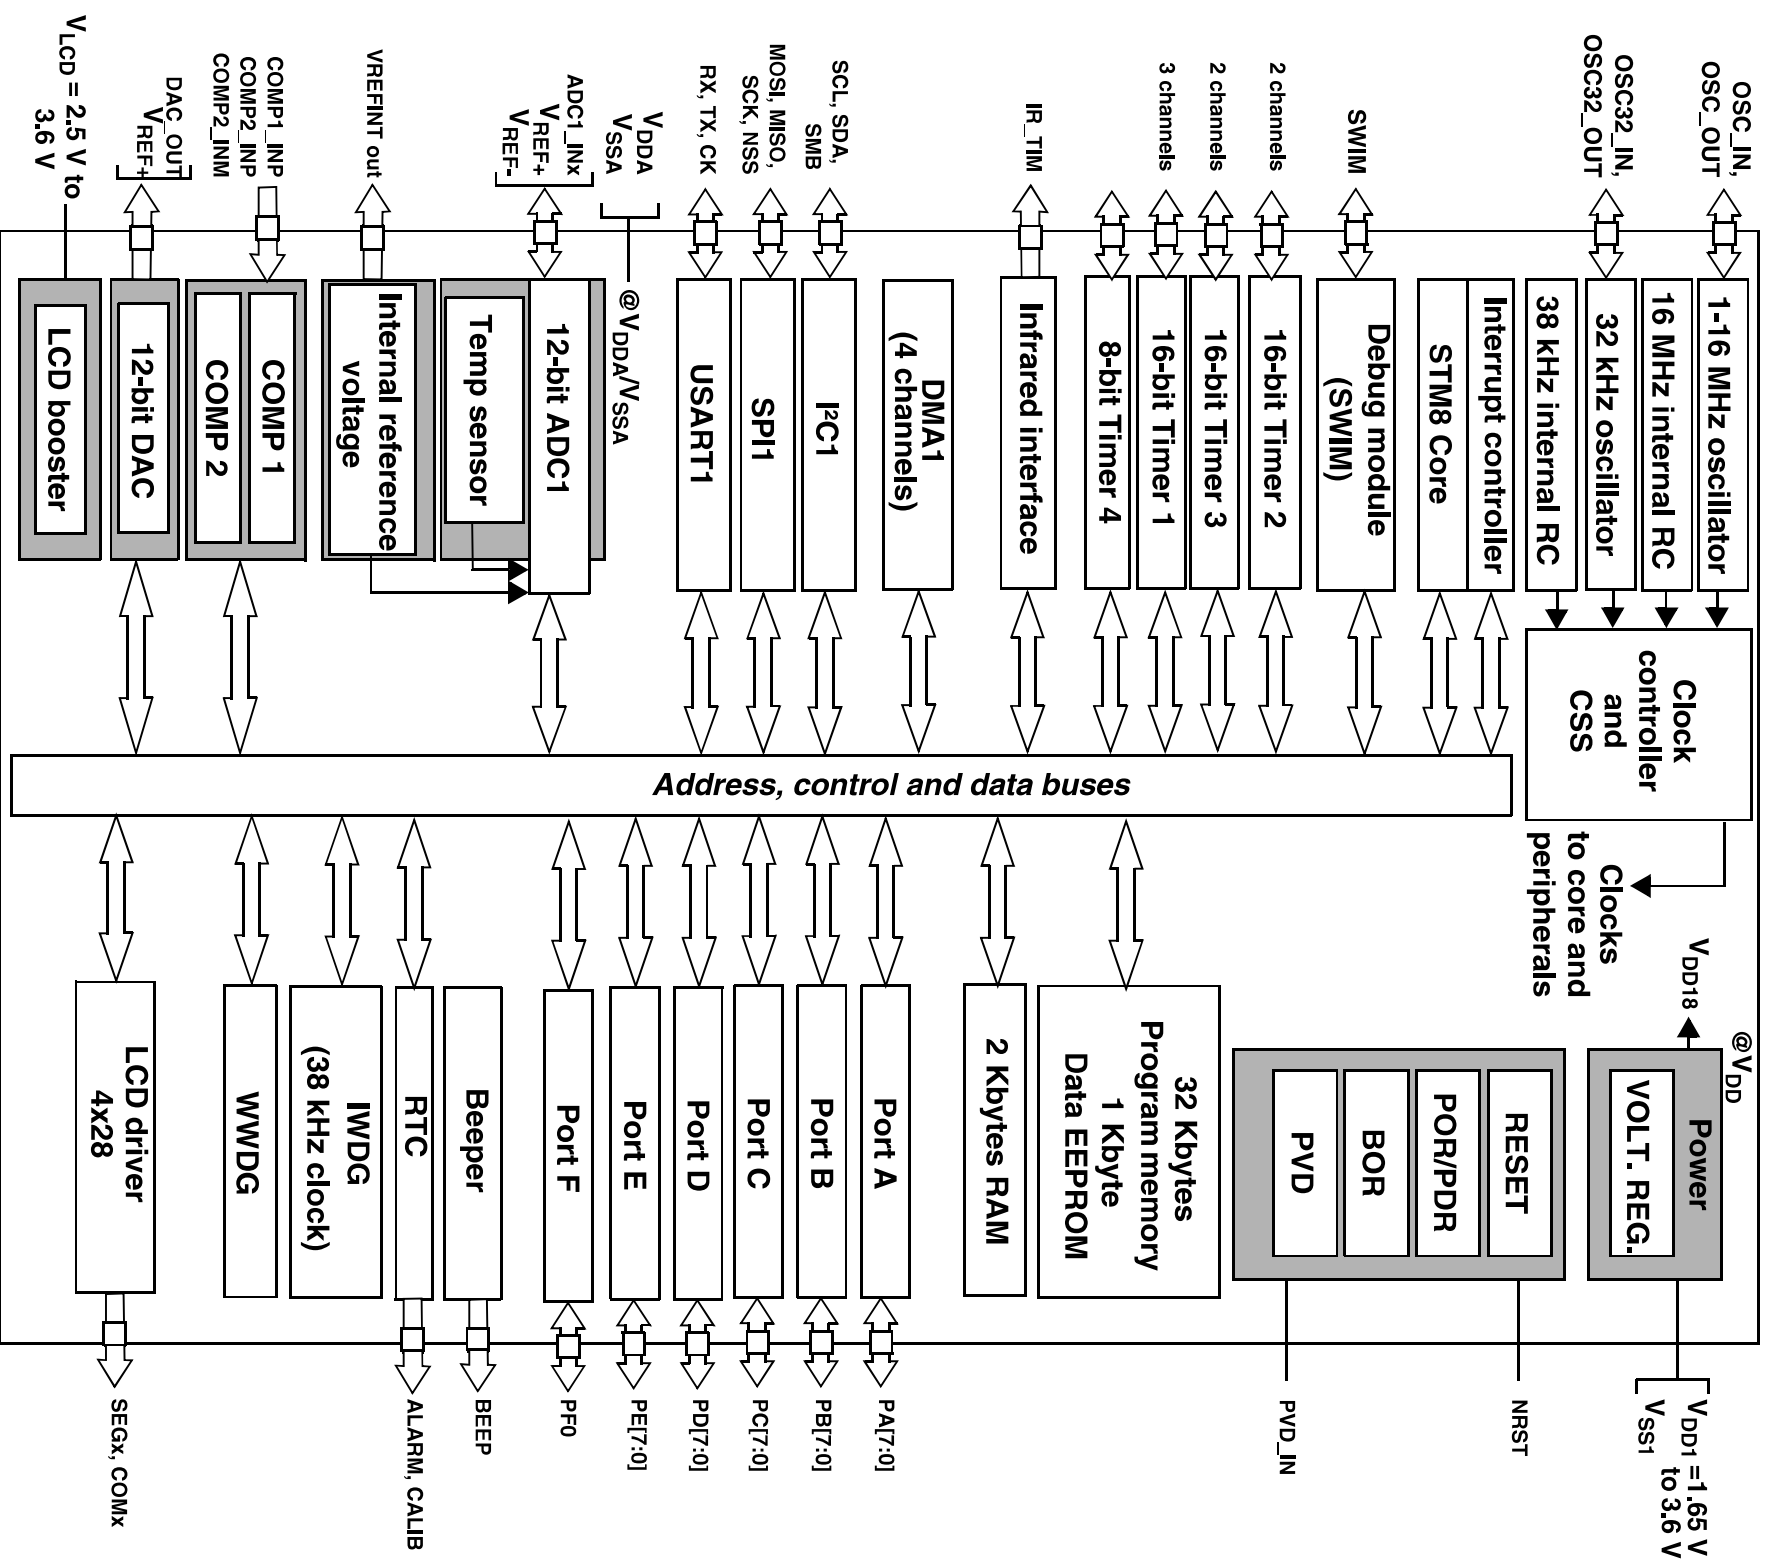 OSC_IN,
OSC_OUT
1-16 MHz oscillator
16 MHz internal RC
OSC32_IN,
OSC32_OUT
32 kHz oscillator
38 kHz internal RC
Clock
controller
and
CSS
Clocks
to core and
peripherals
@VDD
VDD18
Power
VOLT. REG.
VDD1 =1.65 V
to 3.6 V
VSS1
Interrupt controller
STM8 Core
RESET
POR/PDR
BOR
PVD
NRST
PVD_IN
SWIM
Debug module
(SWIM)
2 channels
16-bit Timer 2
2 channels
16-bit Timer 3
3 channels
16-bit Timer 1
8-bit Timer 4
IR_TIM
Infrared interface
DMA1
(4 channels)
SCL, SDA,
SMB
I²C1
MOSI, MISO,
SCK, NSS
SPI1
RX, TX, CK
USART1
VDDA
VSSA
@VDDA/VSSA
ADC1_INx
VREF+
VREF-
12-bit ADC1
Temp sensor
VREFINT out
Internal reference
voltage
COMP1_INP
COMP2_INP
COMP2_INM
COMP 1
COMP 2
DAC_OUT
VREF+
12-bit DAC
VLCD = 2.5 V to
3.6 V
LCD booster
Address, control and data buses
32 Kbytes
Program memory
1 Kbyte
Data EEPROM
2 Kbytes RAM
Port A
PA[7:0]
Port B
PB[7:0]
Port C
PC[7:0]
Port D
PD[7:0]
Port E
PE[7:0]
Port F
PF0
Beeper
BEEP
RTC
ALARM, CALIB
IWDG
(38 kHz clock)
WWDG
LCD driver
4x28
SEGx, COMx